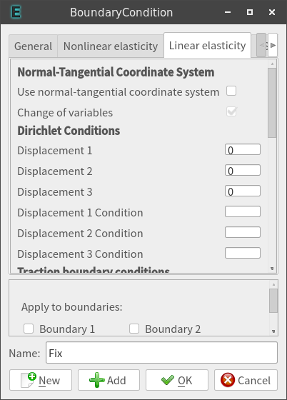 BoundaryCondition
General Nonlinear elasticity Linear elasticity
Normal-Tangential Coordinate System
Use normal-tangential coordinate system
Change of variables
Dirichlet Conditions
Displacement 1 0
Displacement 2 0
Displacement 3 0
Displacement 1 Condition
Displacement 2 Condition
Displacement 3 Condition
Traction boundary conditions
Apply to boundaries:
Boundary 1 Boundary 2
Name: Fix
New Add OK Cancel